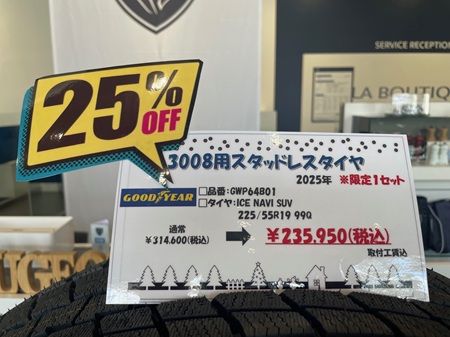 SERVICE RECEPTION
LA BOUTIQUE
25%
OFF
3008用スタッドレスタイヤ
2025年 ※限定1セット
GOODYEAR
□品番:GWP64B01
□タイヤ:ICE NAVI SUV
225/55R19 99Q
通常
¥314.600(税込)
¥235.950(税込)
取付工賃込